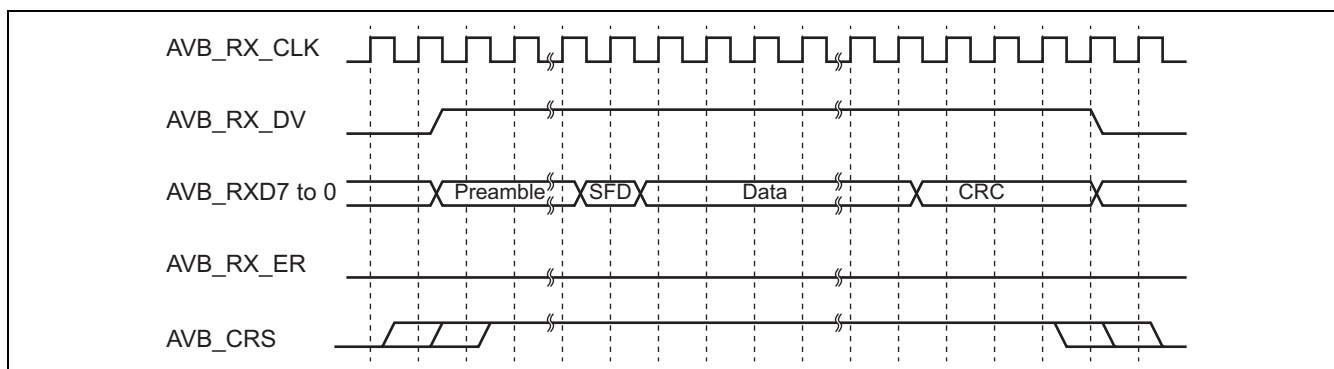 AVB_RX_CLK
AVB_RX_DV
AVB_RXD7 to 0 Preamble SFD Data CRC
AVB_RX_ER
AVB_CRS